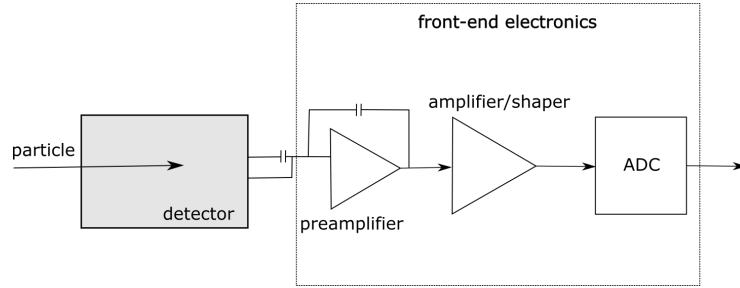 front-end electronics
amplifier/shaper
particle
ADC
detector
preamplifier